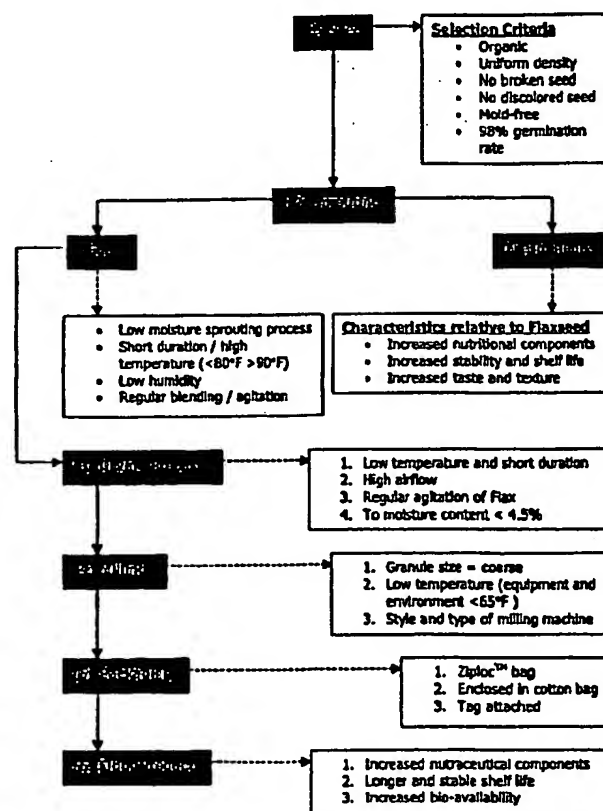 Selection Criteria
• Organic
• Uniform density
• No broken seed
• No discolored seed
• Mold-free
• 98% germination
rate
• Low moisture sprouting process
• Short duration / high
temperature (<80°F >90°F)
• Low humidity
• Regular blending / agitation
Characteristics relative to Flaxseed
• Increased nutritional components
• Increased stability and shelf life
• Increased taste and texture
1. Low temperature and short duration
2. High airflow
3. Regular agitation of Flax
4. To moisture content < 4.5%
1. Granule size = coarse
2. Low temperature (equipment and
environment <65°F )
3. Style and type of milling machine
1. Ziploc™ bag
2. Enclosed in cotton bag
3. Tag attached
1. Increased nutraceutical components
2. Longer and stable shelf life
3. Increased bio-availability